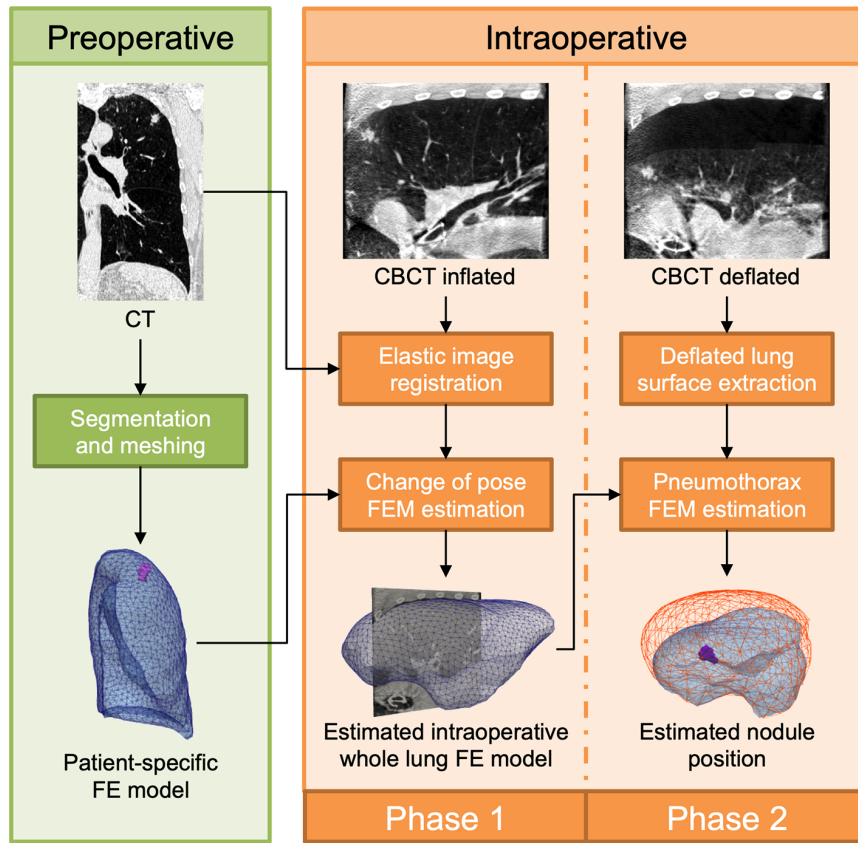 Preoperative
CT
Segmentation
and meshing
Patient-specific
FE model
Intraoperative
CBCT inflated
Elastic image
registration
Change of pose
FEM estimation
Estimated intraoperative
whole lung FE model
Phase 1
CBCT deflated
Deflated lung
surface extraction
Pneumothorax
FEM estimation
Estimated nodule
position
Phase 2